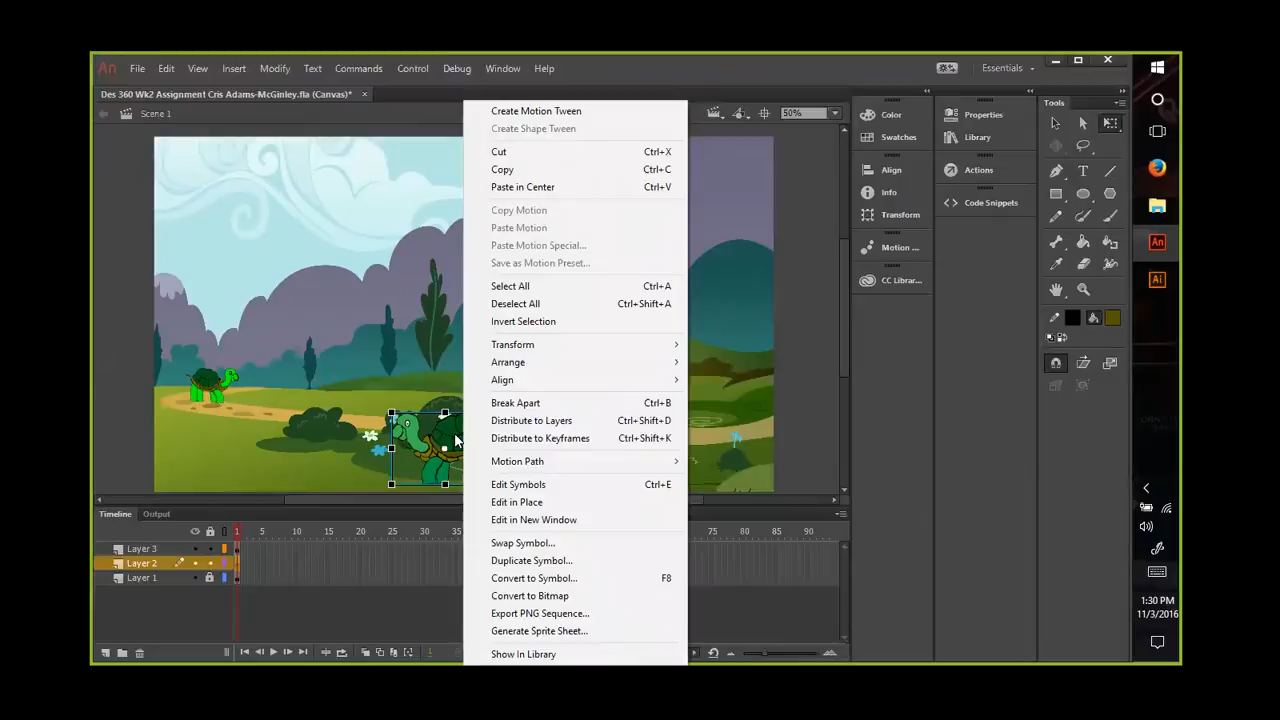 An File Edit View Insert Modify Text Commands Control Debug Window Help Essentials
Des 360 Wk2 Assignment Cris Adams-McGinley.fla (Canvas)* ×
Scene 1
50%
Create Motion Tween
Create Shape Tween
Cut Ctrl+X
Copy Ctrl+C
Paste in Center Ctrl+V
Copy Motion
Paste Motion
Paste Motion Special...
Save as Motion Preset...
Select All Ctrl+A
Deselect All Ctrl+Shift+A
Invert Selection
Transform
Arrange
Align
Break Apart Ctrl+B
Distribute to Layers Ctrl+Shift+D
Distribute to Keyframes Ctrl+Shift+K
Motion Path
Edit Symbols Ctrl+E
Edit in Place
Edit in New Window
Swap Symbol...
Duplicate Symbol...
Convert to Symbol... F8
Convert to Bitmap
Export PNG Sequence...
Generate Sprite Sheet...
Show In Library
Color
Swatches
Align
Info
Transform
Motion ...
CC Librar...
Properties
Library
Actions
Code Snippets
Tools
Timeline Output
1 5 10 15 20 25 30 35 75 80 85 90
Layer 3
Layer 2
Layer 1
1
An
Ai
1:30 PM
11/3/2016